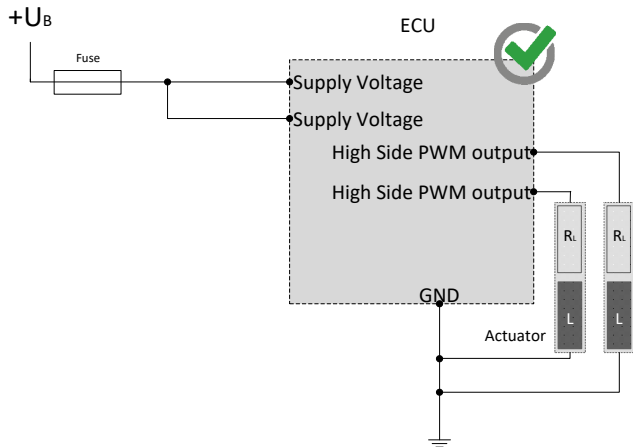 +UB
ECU
Fuse
Supply Voltage
Supply Voltage
High Side PWM output
High Side PWM output
RL
RL
GND
Actuator
L
L